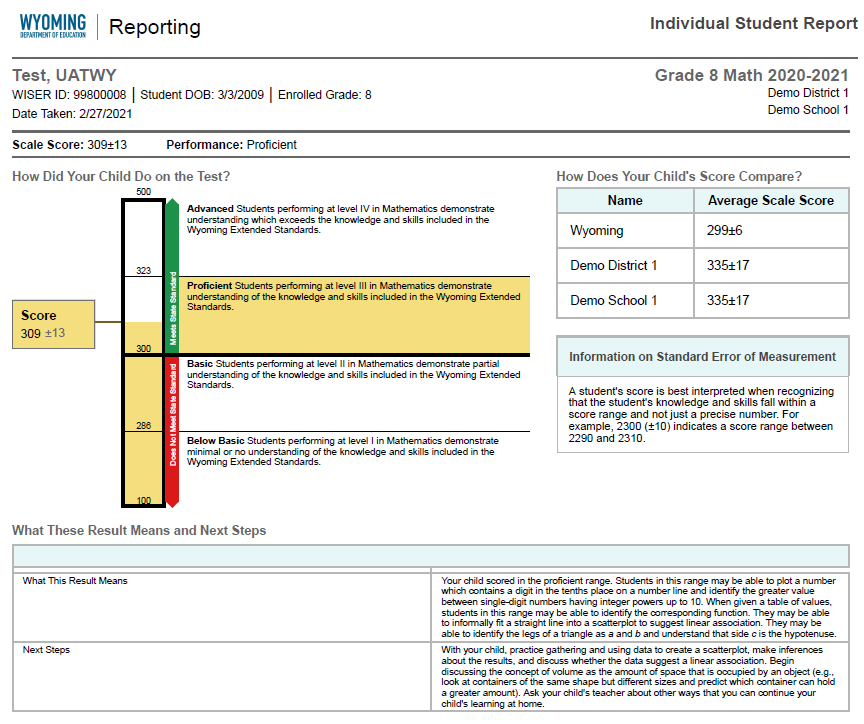 WYOMING
DEPARTMENT OF EDUCATION
Reporting
Individual Student Report
Test, UATWY
Grade 8 Math 2020-2021
WISER ID: 99800008 | Student DOB: 3/3/2009 | Enrolled Grade: 8
Demo District 1
Date Taken: 2/27/2021
Demo School 1
Scale Score: 309±13 Performance: Proficient
How Did Your Child Do on the Test?
500
323
300
286
100
Score
309 ±13
Meets State Standard
Does Not Meet State Standard
Advanced Students performing at level IV in Mathematics demonstrate
understanding which exceeds the knowledge and skills included in the
Wyoming Extended Standards.
Proficient Students performing at level III in Mathematics demonstrate
understanding of the knowledge and skills included in the Wyoming Extended
Standards.
Basic Students performing at level II in Mathematics demonstrate partial
understanding of the knowledge and skills included in the Wyoming Extended
Standards.
Below Basic Students performing at level I in Mathematics demonstrate
minimal or no understanding of the knowledge and skills included in the
Wyoming Extended Standards.
How Does Your Child's Score Compare?
Name Average Scale Score
Wyoming 299±6
Demo District 1 335±17
Demo School 1 335±17
Information on Standard Error of Measurement
A student's score is best interpreted when recognizing
that the student's knowledge and skills fall within a
score range and not just a precise number. For
example, 2300 (±10) indicates a score range between
2290 and 2310.
What These Result Means and Next Steps
What This Result Means
Your child scored in the proficient range. Students in this range may be able to plot a number
which contains a digit in the tenths place on a number line and identify the greater value
between single-digit numbers having integer powers up to 10. When given a table of values,
students in this range may be able to identify the corresponding function. They may be able
to informally fit a straight line into a scatterplot to suggest linear association. They may be
able to identify the legs of a triangle as a and b and understand that side c is the hypotenuse.
Next Steps
With your child, practice gathering and using data to create a scatterplot, make inferences
about the results, and discuss whether the data suggest a linear association. Begin
discussing the concept of volume as the amount of space that is occupied by an object (e.g.,
look at containers of the same shape but different sizes and predict which container can hold
a greater amount). Ask your child's teacher about other ways that you can continue your
child's learning at home.